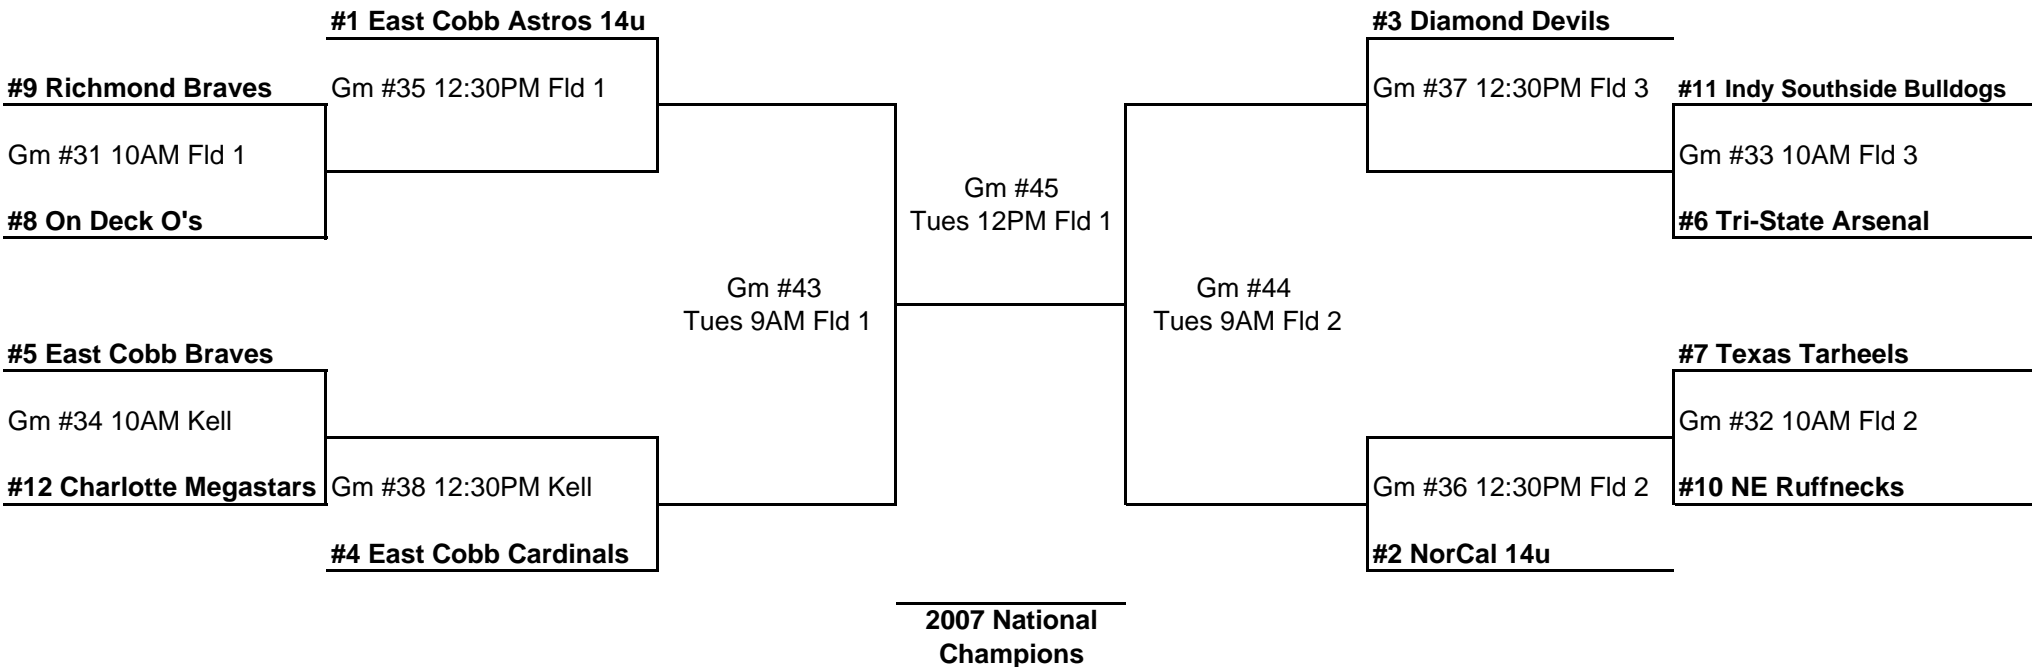 #1 East Cobb Astros 14u
#3 Diamond Devils
#9 Richmond Braves
Gm #35 12:30PM Fld 1
Gm #37 12:30PM Fld 3
#11 Indy Southside Bulldogs
Gm #31 10AM Fld 1
Gm #33 10AM Fld 3
Gm #45
Tues 12PM Fld 1
#8 On Deck O's
#6 Tri-State Arsenal
Gm #43
Tues 9AM Fld 1
Gm #44
Tues 9AM Fld 2
#5 East Cobb Braves
#7 Texas Tarheels
Gm #34 10AM Kell
Gm #32 10AM Fld 2
#12 Charlotte Megastars
Gm #38 12:30PM Kell
Gm #36 12:30PM Fld 2
#10 NE Ruffnecks
#4 East Cobb Cardinals
#2 NorCal 14u
2007 National
Champions